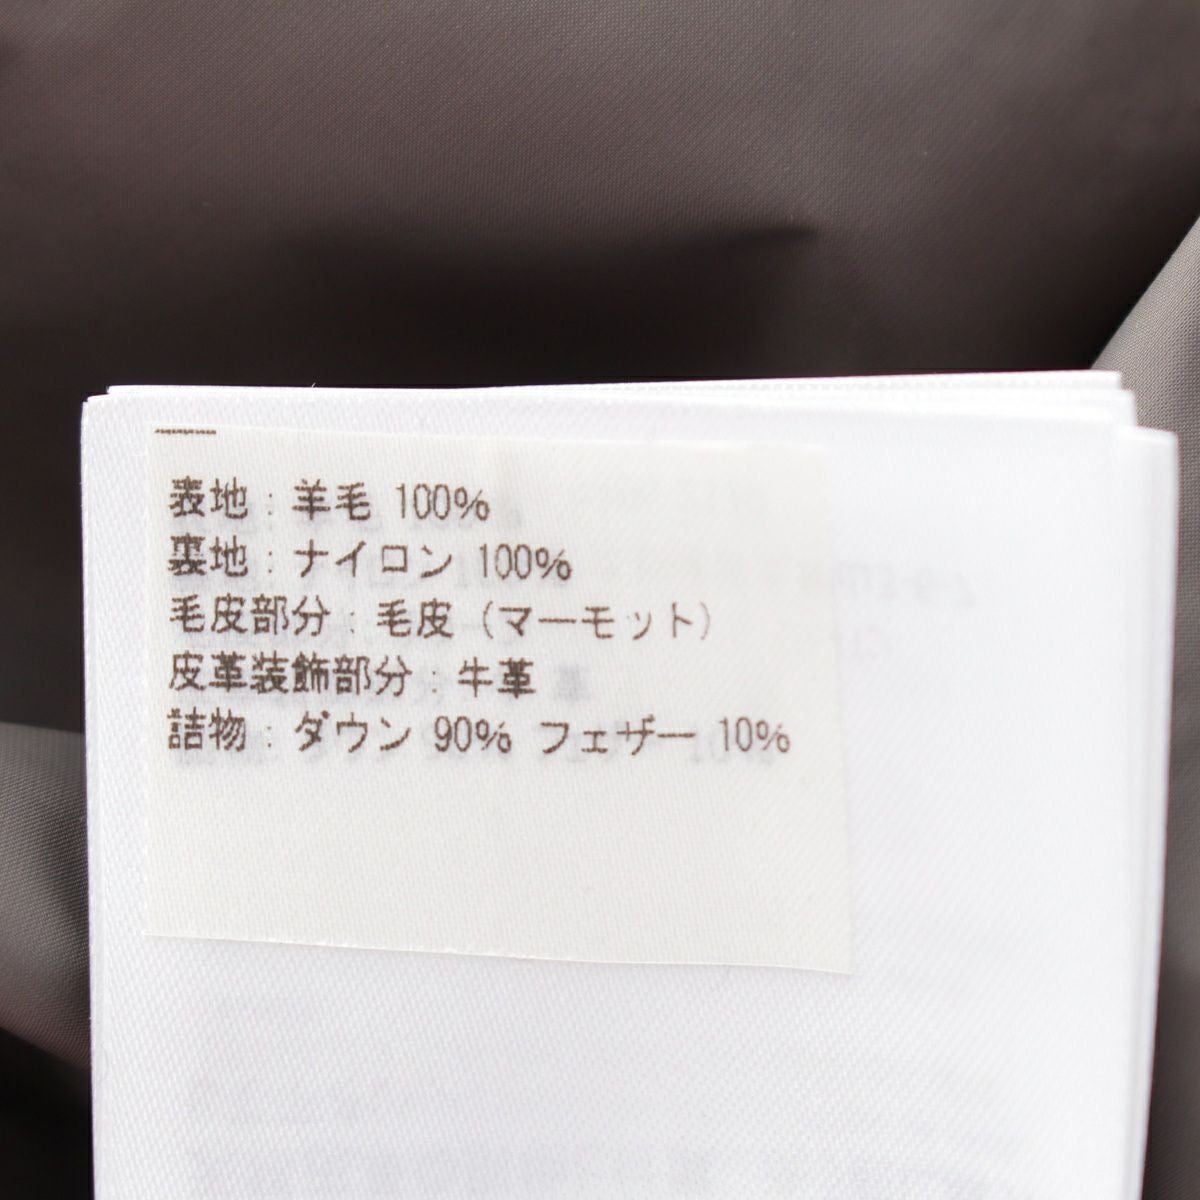 表地：羊毛 100%
裏地：ナイロン 100%
毛皮部分：毛皮（マーモット）
皮革装飾部分：牛革
詰物：ダウン 90% フェザー 10%